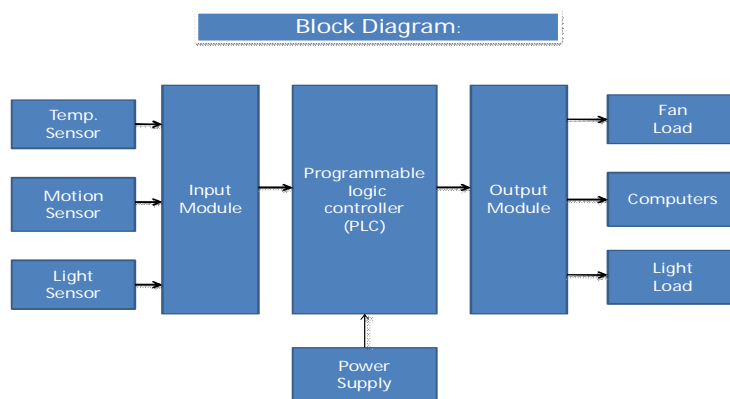 Block Diagram:
Temp.
Sensor
Motion
Sensor
Light
Sensor
Input
Module
Programmable
logic
controller
(PLC)
Output
Module
Fan
Load
Computers
Light
Load
Power
Supply